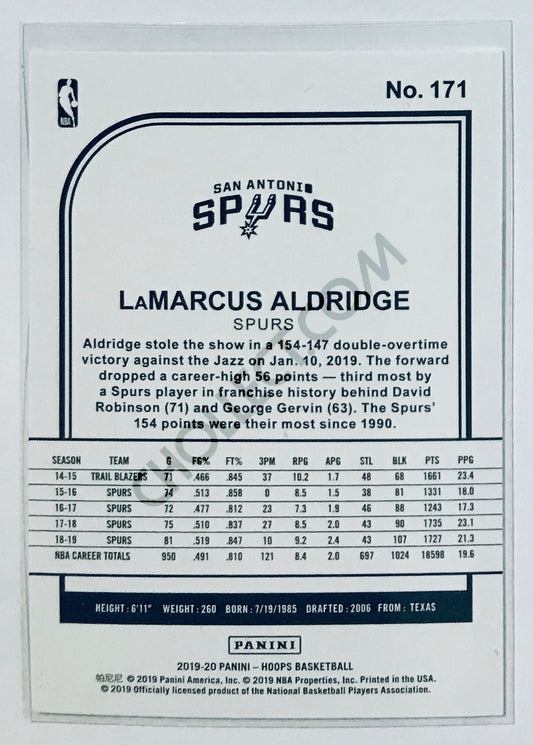 NBA
No. 171
SAN ANTONIO
SPURS
LAMARCUS ALDRIDGE
SPURS
Aldridge stole the show in a 154-147 double-overtime
victory against the Jazz on Jan. 10, 2019. The forward
dropped a career-high 56 points — third most by
a Spurs player in franchise history behind David
Robinson (71) and George Gervin (63). The Spurs'
154 points were their most since 1990.
CHOLLECT.COM
SEASON TEAM G FG% FT% 3PM RPG APG STL BLK PTS PPG
14-15 TRAIL BLAZERS 71 .466 .845 37 10.2 1.7 48 68 1661 23.4
15-16 SPURS 74 .513 .858 0 8.5 1.5 38 81 1331 18.0
16-17 SPURS 72 .477 .812 23 7.3 1.9 46 88 1243 17.3
17-18 SPURS 75 .510 .837 27 8.5 2.0 43 90 1735 23.1
18-19 SPURS 81 .519 .847 10 9.2 2.4 43 107 1727 21.3
NBA CAREER TOTALS 950 .491 .810 121 8.4 2.0 697 1024 18598 19.6
HEIGHT: 6'11" WEIGHT: 260 BORN: 7/19/1985 DRAFTED: 2006 FROM: TEXAS
PANINI
2019-20 PANINI – HOOPS BASKETBALL
帕尼尼 © 2019 Panini America, Inc. © 2019 NBA Properties, Inc. Printed in the USA.
© 2019 Officially licensed product of the National Basketball Players Association.